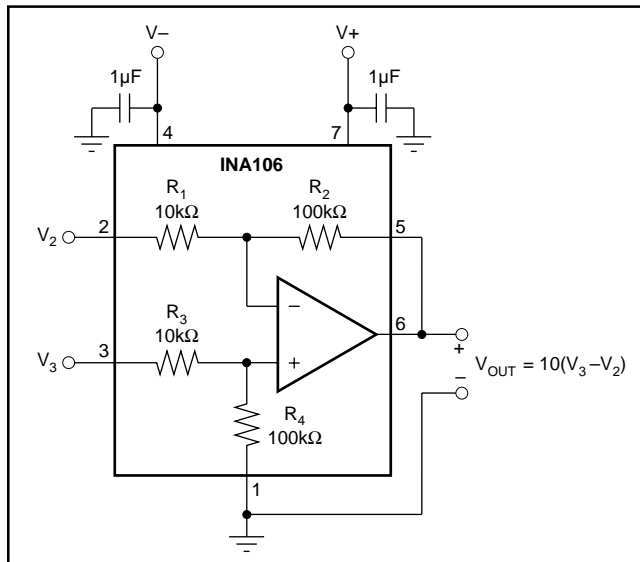 V– V+
1µF 1µF
4 7
INA106
R1 R2
10kΩ 100kΩ
2 5
V2
R3
10kΩ
–
6
3
V3 + + 
– VOUT = 10(V3–V2)
R4
100kΩ
1